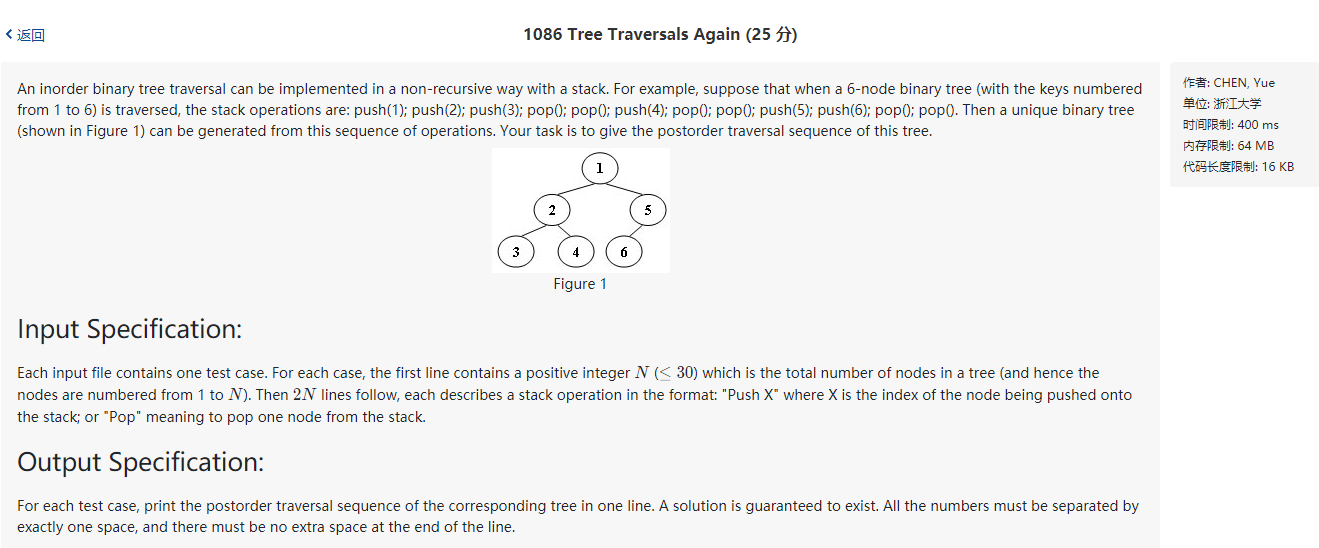 返回
1086 Tree Traversals Again (25 分)
An inorder binary tree traversal can be implemented in a non-recursive way with a stack. For example, suppose that when a 6-node binary tree (with the keys numbered
from 1 to 6) is traversed, the stack operations are: push(1); push(2); push(3); pop(); pop(); push(4); pop(); pop(); push(5); push(6); pop(); pop(). Then a unique binary tree
(shown in Figure 1) can be generated from this sequence of operations. Your task is to give the postorder traversal sequence of this tree.
1
2 5
3 4 6
Figure 1
Input Specification:
Each input file contains one test case. For each case, the first line contains a positive integer N (≤ 30) which is the total number of nodes in a tree (and hence the
nodes are numbered from 1 to N). Then 2N lines follow, each describes a stack operation in the format: "Push X" where X is the index of the node being pushed onto
the stack; or "Pop" meaning to pop one node from the stack.
Output Specification:
For each test case, print the postorder traversal sequence of the corresponding tree in one line. A solution is guaranteed to exist. All the numbers must be separated by
exactly one space, and there must be no extra space at the end of the line.
作者: CHEN, Yue
单位: 浙江大学
时间限制: 400 ms
内存限制: 64 MB
代码长度限制: 16 KB